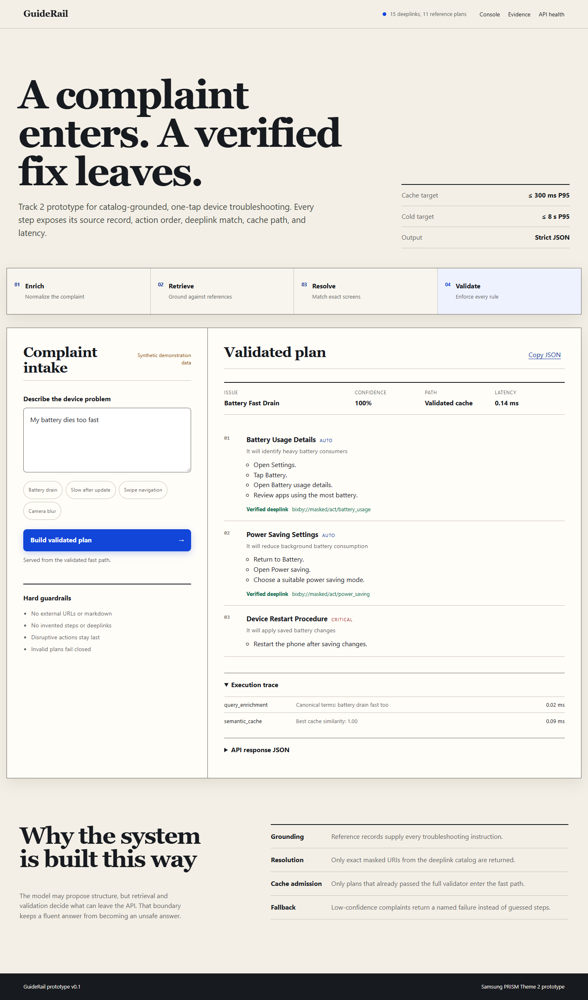 GuideRail
15 deeplinks, 11 reference plans
Console
Evidence
API health
A complaint
enters. A verified
fix leaves.
Track 2 prototype for catalog-grounded, one-tap device troubleshooting. Every
step exposes its source record, action order, deeplink match, cache path, and
latency.
Cache target ≤ 300 ms P95
Cold target ≤ 8 s P95
Output Strict JSON
01 Enrich
Normalize the complaint
02 Retrieve
Ground against references
03 Resolve
Match exact screens
04 Validate
Enforce every rule
Complaint
intake
Synthetic demonstration
data
Describe the device problem
My battery dies too fast
Battery drain
Slow after update
Swipe navigation
Camera blur
Build validated plan →
Served from the validated fast path.
Hard guardrails
• No external URLs or markdown
• No invented steps or deeplinks
• Disruptive actions stay last
• Invalid plans fail closed
Validated plan
Copy JSON
ISSUE CONFIDENCE PATH LATENCY
Battery Fast Drain 100% Validated cache 0.14 ms
01 Battery Usage Details AUTO
It will identify heavy battery consumers
Open Settings.
Tap Battery.
Open Battery usage details.
Review apps using the most battery.
Verified deeplink bixby://masked/act/battery_usage
02 Power Saving Settings AUTO
It will reduce background battery consumption
Return to Battery.
Open Power saving.
Choose a suitable power saving mode.
Verified deeplink bixby://masked/act/power_saving
03 Device Restart Procedure CRITICAL
It will apply saved battery changes
Restart the phone after saving changes.
Execution trace
query_enrichment Canonical terms: battery drain fast too 0.02 ms
semantic_cache Best cache similarity: 1.00 0.09 ms
API response JSON
Why the system
is built this way
The model may propose structure, but retrieval and
validation decide what can leave the API. That boundary
keeps a fluent answer from becoming an unsafe answer.
Grounding Reference records supply every troubleshooting instruction.
Resolution Only exact masked URIs from the deeplink catalog are returned.
Cache admission Only plans that already passed the full validator enter the fast path.
Fallback Low-confidence complaints return a named failure instead of guessed steps.
GuideRail prototype v0.1
Samsung PRISM Theme 2 prototype